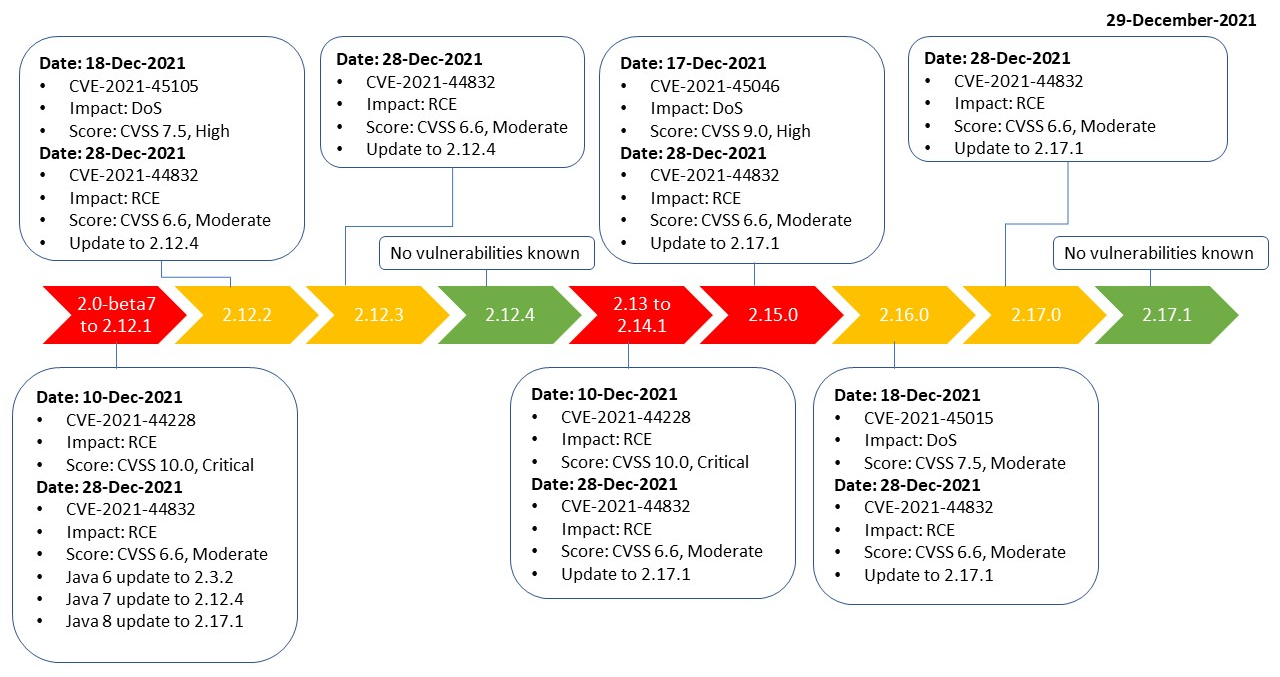 29-December-2021
Date: 18-Dec-2021
• CVE-2021-45105
• Impact: DoS
• Score: CVSS 7.5, High
Date: 28-Dec-2021
• CVE-2021-44832
• Impact: RCE
• Score: CVSS 6.6, Moderate
• Update to 2.12.4
Date: 28-Dec-2021
• CVE-2021-44832
• Impact: RCE
• Score: CVSS 6.6, Moderate
• Update to 2.12.4
No vulnerabilities known
Date: 17-Dec-2021
• CVE-2021-45046
• Impact: DoS
• Score: CVSS 9.0, High
Date: 28-Dec-2021
• CVE-2021-44832
• Impact: RCE
• Score: CVSS 6.6, Moderate
• Update to 2.17.1
Date: 28-Dec-2021
• CVE-2021-44832
• Impact: RCE
• Score: CVSS 6.6, Moderate
• Update to 2.17.1
No vulnerabilities known
2.0-beta7
to 2.12.1
2.12.2
2.12.3
2.12.4
2.13 to
2.14.1
2.15.0
2.16.0
2.17.0
2.17.1
Date: 10-Dec-2021
• CVE-2021-44228
• Impact: RCE
• Score: CVSS 10.0, Critical
Date: 28-Dec-2021
• CVE-2021-44832
• Impact: RCE
• Score: CVSS 6.6, Moderate
• Java 6 update to 2.3.2
• Java 7 update to 2.12.4
• Java 8 update to 2.17.1
Date: 10-Dec-2021
• CVE-2021-44228
• Impact: RCE
• Score: CVSS 10.0, Critical
Date: 28-Dec-2021
• CVE-2021-44832
• Impact: RCE
• Score: CVSS 6.6, Moderate
• Update to 2.17.1
Date: 18-Dec-2021
• CVE-2021-45015
• Impact: DoS
• Score: CVSS 7.5, Moderate
Date: 28-Dec-2021
• CVE-2021-44832
• Impact: RCE
• Score: CVSS 6.6, Moderate
• Update to 2.17.1